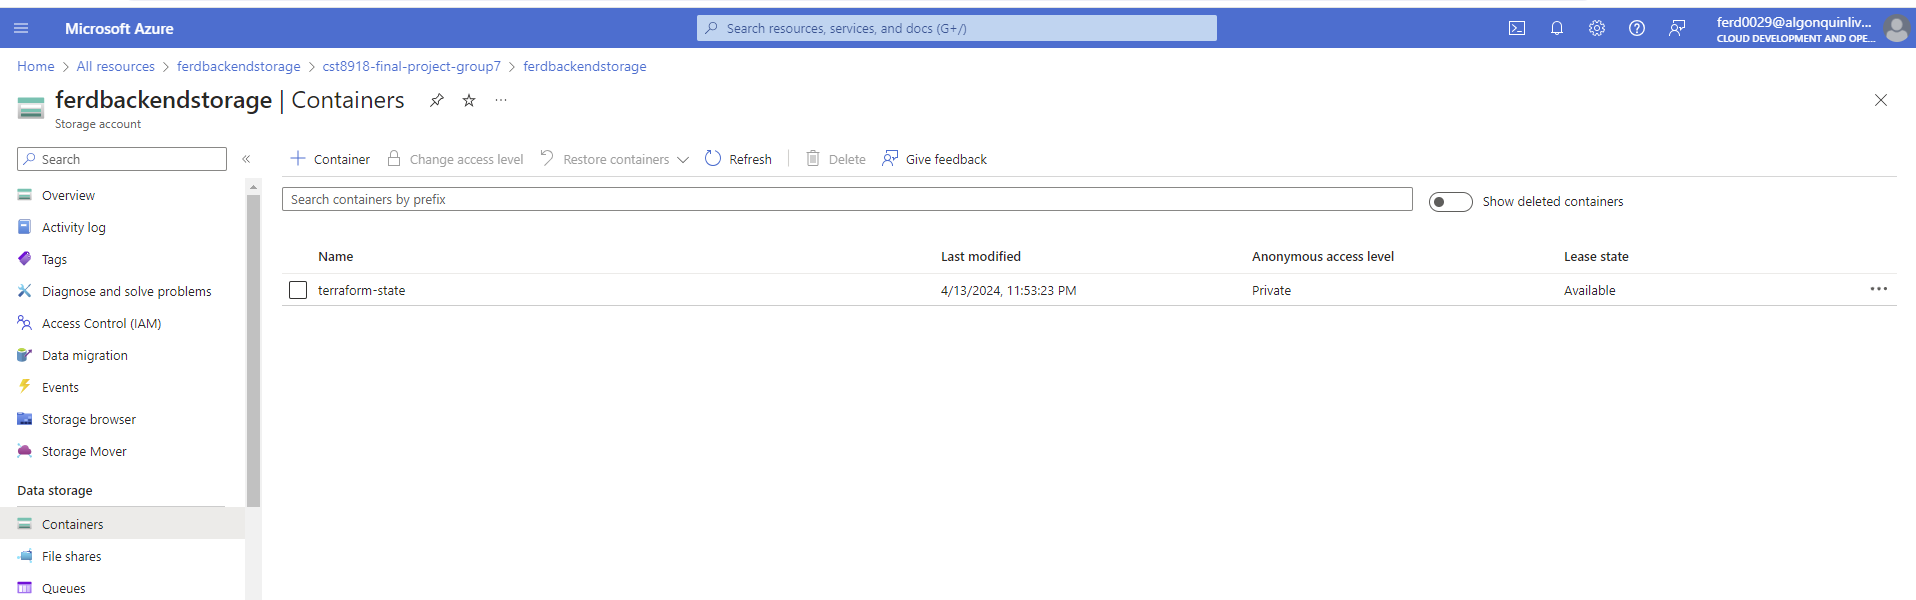 Microsoft Azure
Search resources, services, and docs (G+/)
ferd0029@algonquinliv...
CLOUD DEVELOPMENT AND OPE...
Home > All resources > ferdbackendstorage > cst8918-final-project-group7 > ferdbackendstorage
ferdbackendstorage | Containers
Storage account
Search
Overview
Activity log
Tags
Diagnose and solve problems
Access Control (IAM)
Data migration
Events
Storage browser
Storage Mover
Data storage
Containers
File shares
Queues
Container Change access level Restore containers Refresh Delete Give feedback
Search containers by prefix
Show deleted containers
Name Last modified Anonymous access level Lease state
terraform-state 4/13/2024, 11:53:23 PM Private Available